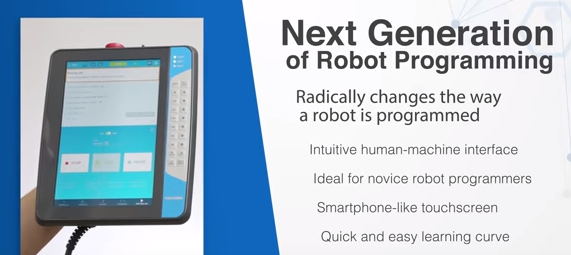 Next Generation
of Robot Programming
Radically changes the way
a robot is programmed
Intuitive human-machine interface
Ideal for novice robot programmers
Smartphone-like touchscreen
Quick and easy learning curve